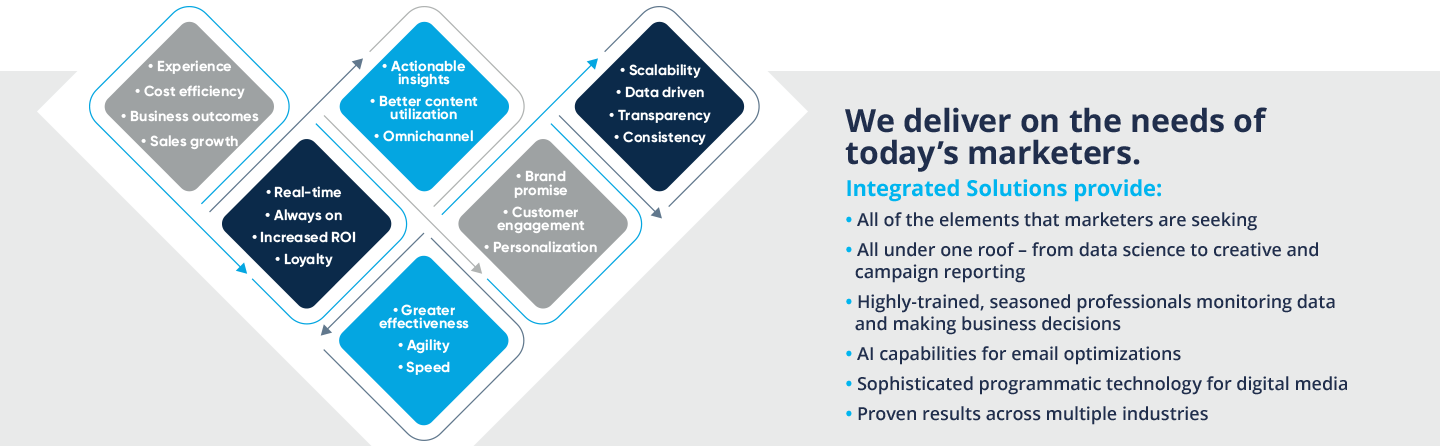 • Experience
• Cost efficiency
• Business outcomes
• Sales growth
• Actionable
insights
• Better content
utilization
• Omnichannel
• Scalability
• Data driven
• Transparency
• Consistency
• Real-time
• Always on
• Increased ROI
• Loyalty
• Brand
promise
• Customer
engagement
• Personalization
• Greater
effectiveness
• Agility
• Speed
We deliver on the needs of
today’s marketers.
Integrated Solutions provide:
• All of the elements that marketers are seeking
• All under one roof – from data science to creative and
campaign reporting
• Highly-trained, seasoned professionals monitoring data
and making business decisions
• AI capabilities for email optimizations
• Sophisticated programmatic technology for digital media
• Proven results across multiple industries